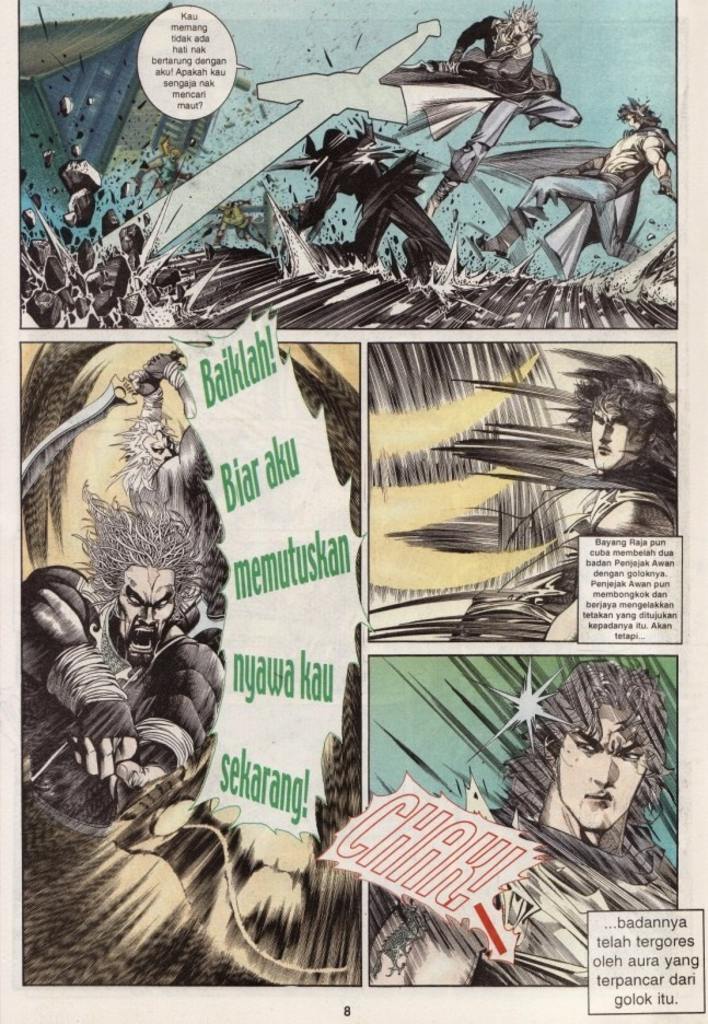 Kau
memang
tidak ada
hati nak
bertarung dengan
aku! Apakah kau
sengaja nak
mencari
maut?
Baiklah!
Biar aku
memutuskan
nyawa kau
sekarang!
Bayang Raja pun
cuba membelah dua
badan Penjejak Awan
dengan goloknya.
Penjejak Awan pun
membongkok dan
berjaya mengelakkan
tetakan yang ditujukan
kepadanya itu. Akan
tetapi...
CHAK!
...badannya
telah tergores
oleh aura yang
terpancar dari
golok itu.
8